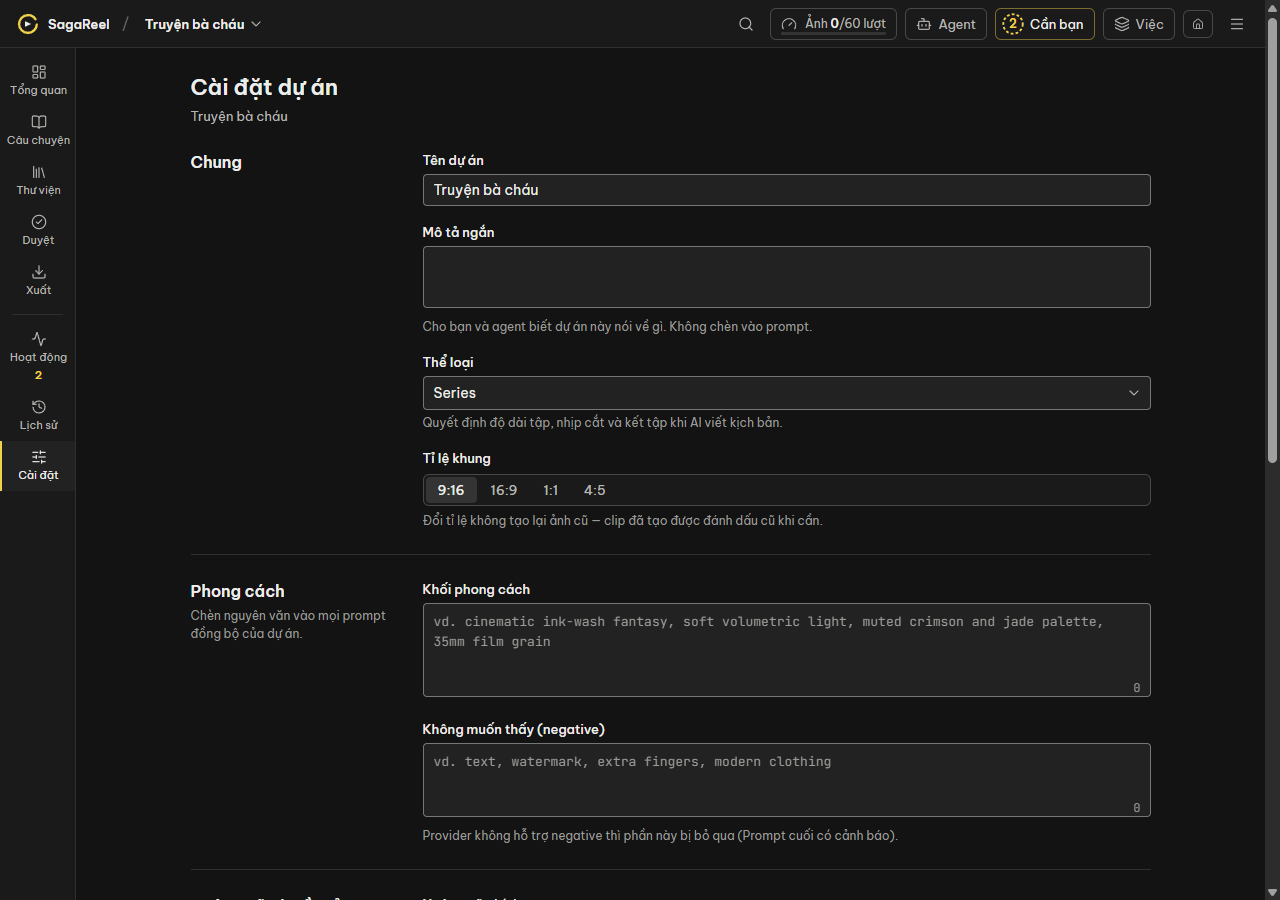 SagaReel / Truyện bà cháu
Ảnh 0/60 lượt
Agent
2 Cần bạn
Việc
Tổng quan
Câu chuyện
Thư viện
Duyệt
Xuất
Hoạt động
2
Lịch sử
Cài đặt
Cài đặt dự án
Truyện bà cháu
Chung
Tên dự án
Truyện bà cháu
Mô tả ngắn
Cho bạn và agent biết dự án này nói về gì. Không chèn vào prompt.
Thể loại
Series
Quyết định độ dài tập, nhịp cắt và kết tập khi AI viết kịch bản.
Tỉ lệ khung
9:16 16:9 1:1 4:5
Đổi tỉ lệ không tạo lại ảnh cũ — clip đã tạo được đánh dấu cũ khi cần.
Phong cách
Chèn nguyên văn vào mọi prompt
đồng bộ của dự án.
Khối phong cách
vd. cinematic ink-wash fantasy, soft volumetric light, muted crimson and jade palette,
35mm film grain
0
Không muốn thấy (negative)
vd. text, watermark, extra fingers, modern clothing
0
Provider không hỗ trợ negative thì phần này bị bỏ qua (Prompt cuối có cảnh báo).